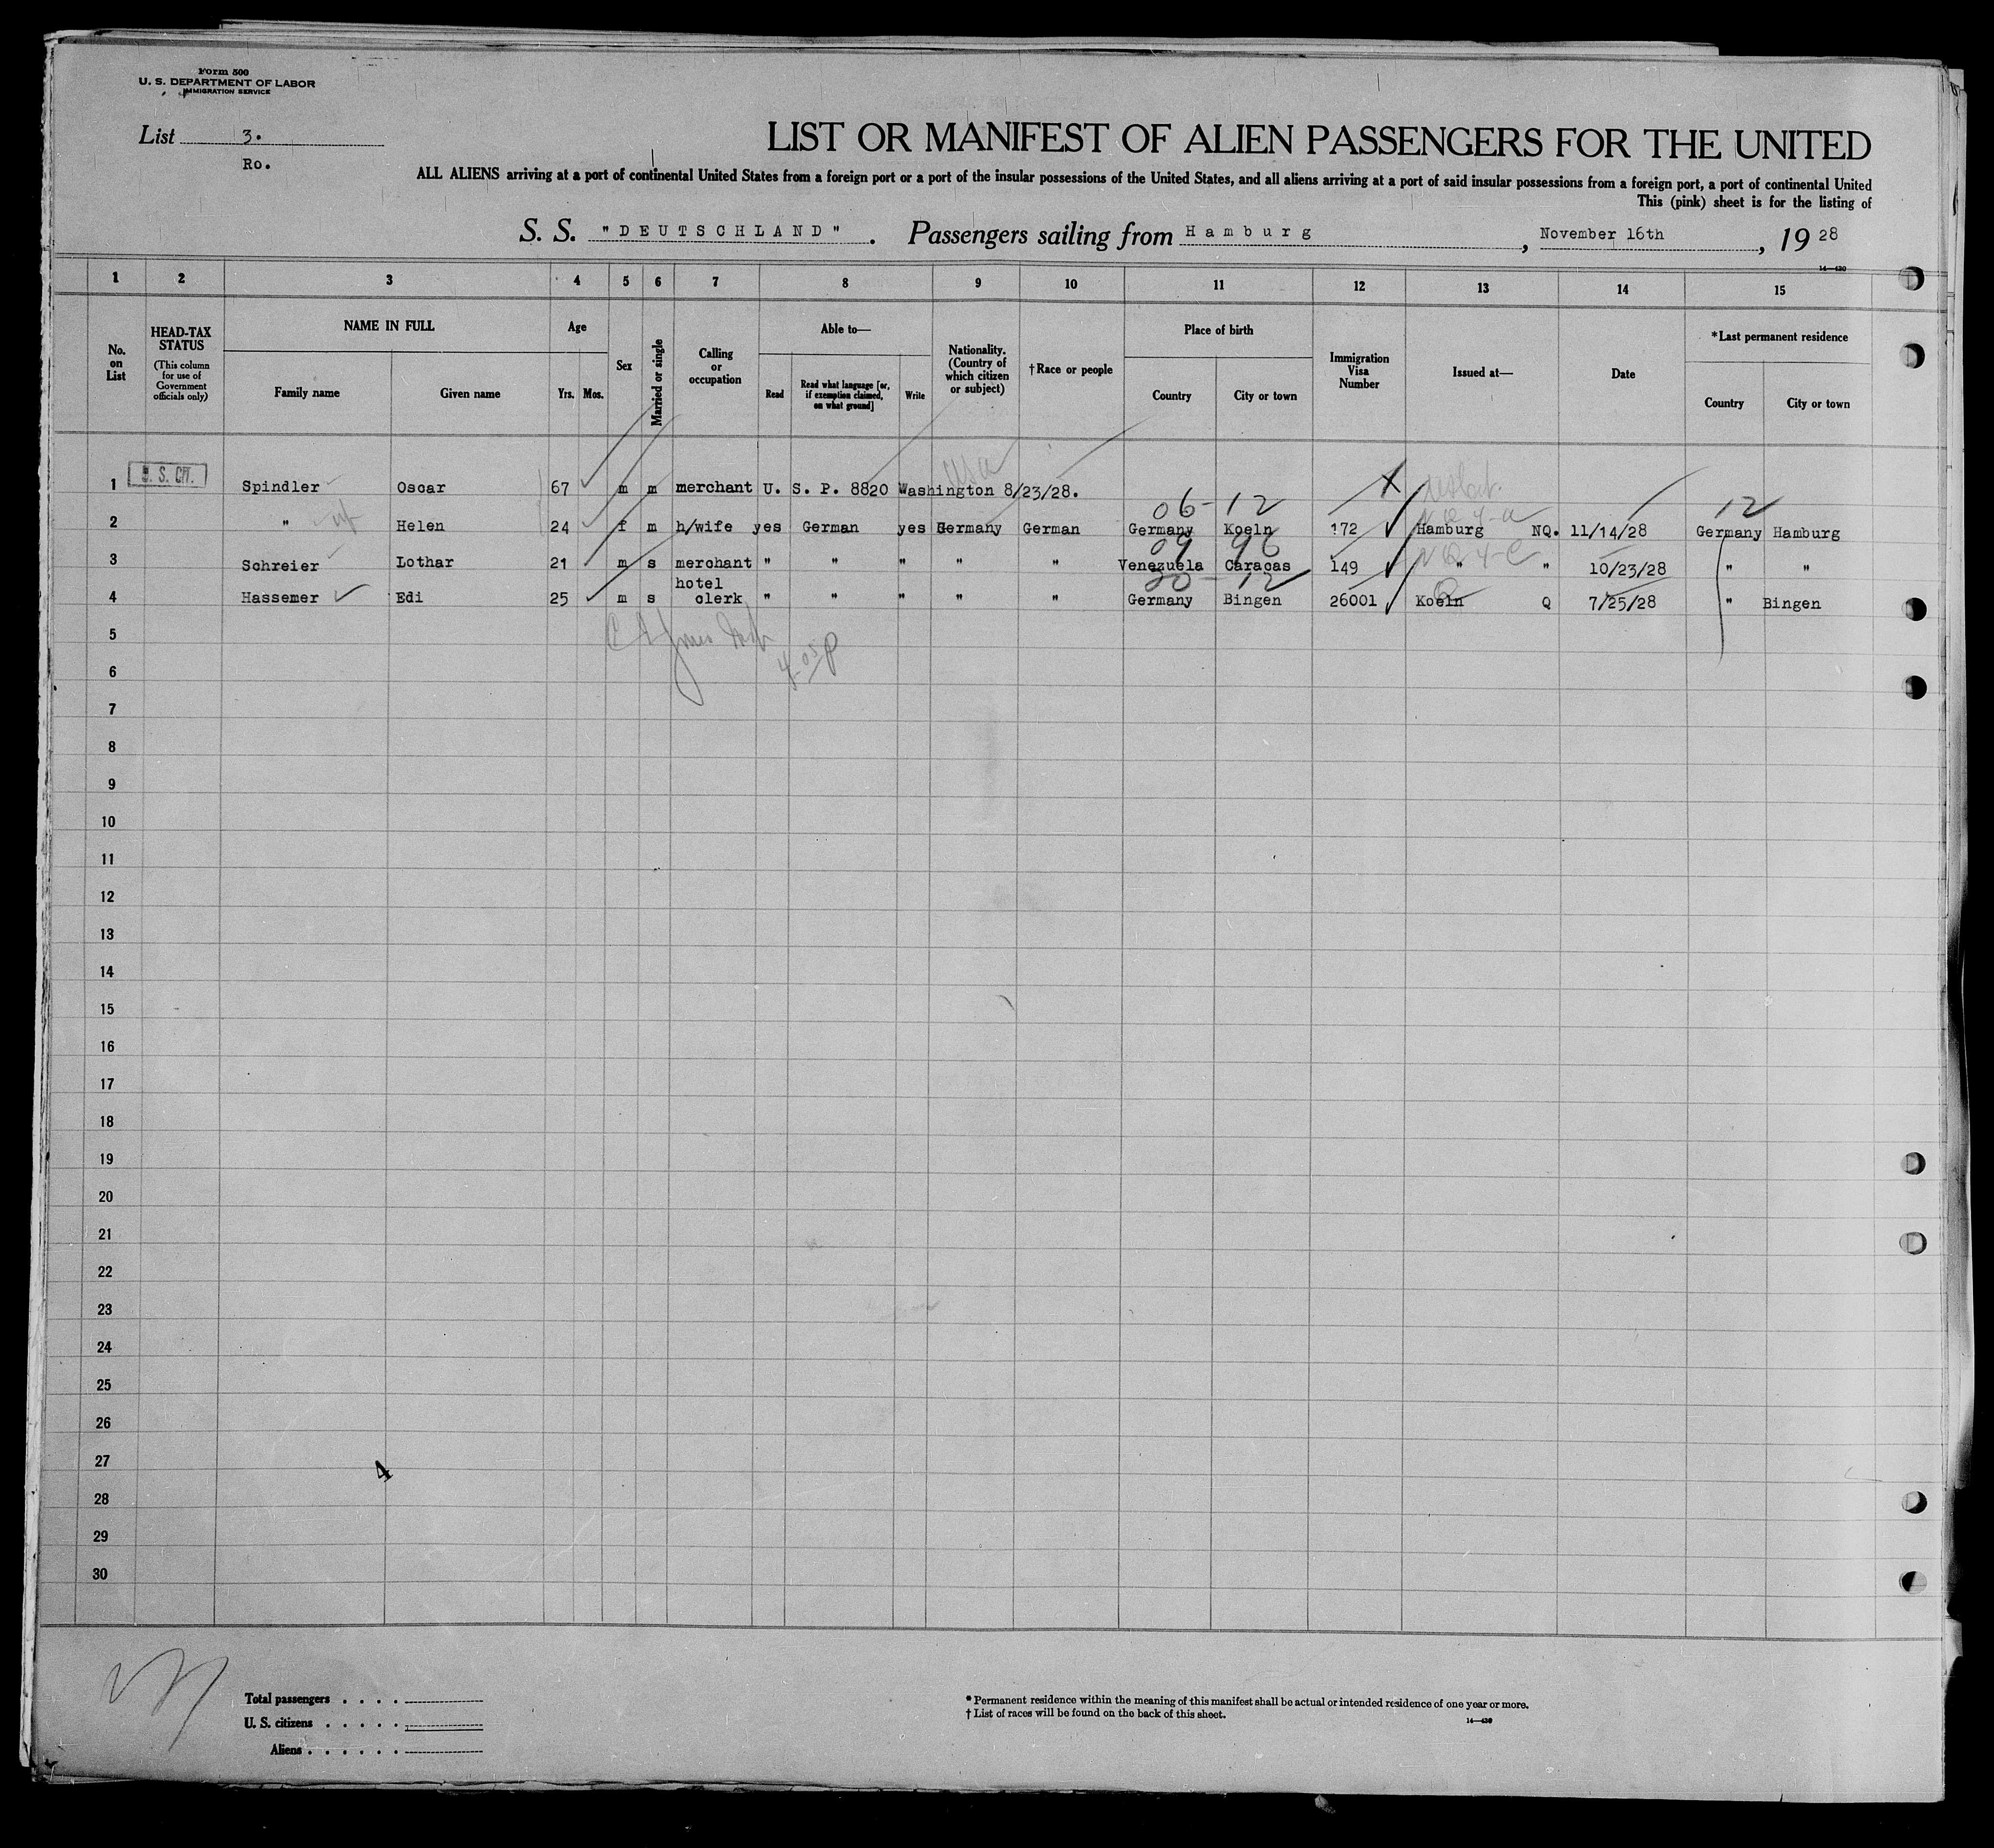 Form 500
U. S. DEPARTMENT OF LABOR
IMMIGRATION SERVICE
List 3.
Ro.
LIST OR MANIFEST OF ALIEN PASSENGERS FOR THE UNITED
ALL ALIENS arriving at a port of continental United States from a foreign port or a port of the insular possessions of the United States, and all aliens arriving at a port of said insular possessions from a foreign port, a port of continental United
This (pink) sheet is for the listing of
S. S. "DEUTSCHLAND". Passengers sailing from Hamburg, November 16th, 1928
14—430
1 2 3 4 5 6 7 8 9 10 11 12 13 14 15
No. on List
HEAD-TAX STATUS
(This column for use of Government officials only)
NAME IN FULL
Family name Given name
Age
Yrs. Mos.
Sex
Married or single
Calling or occupation
Able to—
Read
Read what language [or, if exemption claimed, on what ground]
Write
Nationality. (Country of which citizen or subject)
†Race or people
Place of birth
Country City or town
Immigration Visa Number
Issued at—
Date
*Last permanent residence
Country City or town
USA
1 U. S. CIT. Spindler Oscar 67 m m merchant U. S. P. 8820 Washington 8/23/28. X
06-12 NQ 4-a 12
2 " wf Helen 24 f m h/wife yes German yes Germany German Germany Koeln 172 Hamburg NQ. 11/14/28 Germany Hamburg
09 96 NQ 4-C
3 Schreier Lothar 21 m s merchant " " " " " Venezuela Caracas 149 " " 10/23/28 " "
20-12 Q
4 Hassemer Edi 25 m s hotel clerk " " " " " Germany Bingen 26001 Koeln Q 7/25/28 " Bingen
5
4-05 P
6
7
8
9
10
11
12
13
14
15
16
17
18
19
20
21
22
23
24
25
26
27
4
28
29
30
Total passengers . . . .
U. S. citizens . . . . .
Aliens . . . . . .
* Permanent residence within the meaning of this manifest shall be actual or intended residence of one year or more.
† List of races will be found on the back of this sheet.
14—430